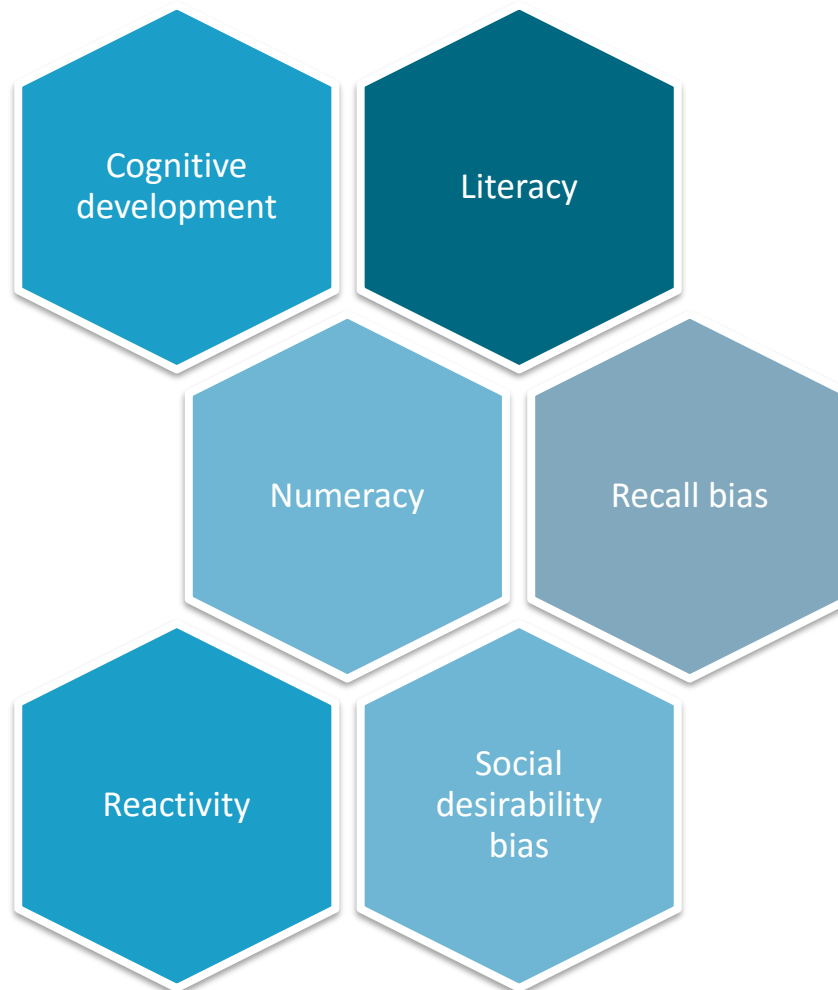 Cognitive
development
Literacy
Numeracy
Recall bias
Reactivity
Social
desirability
bias